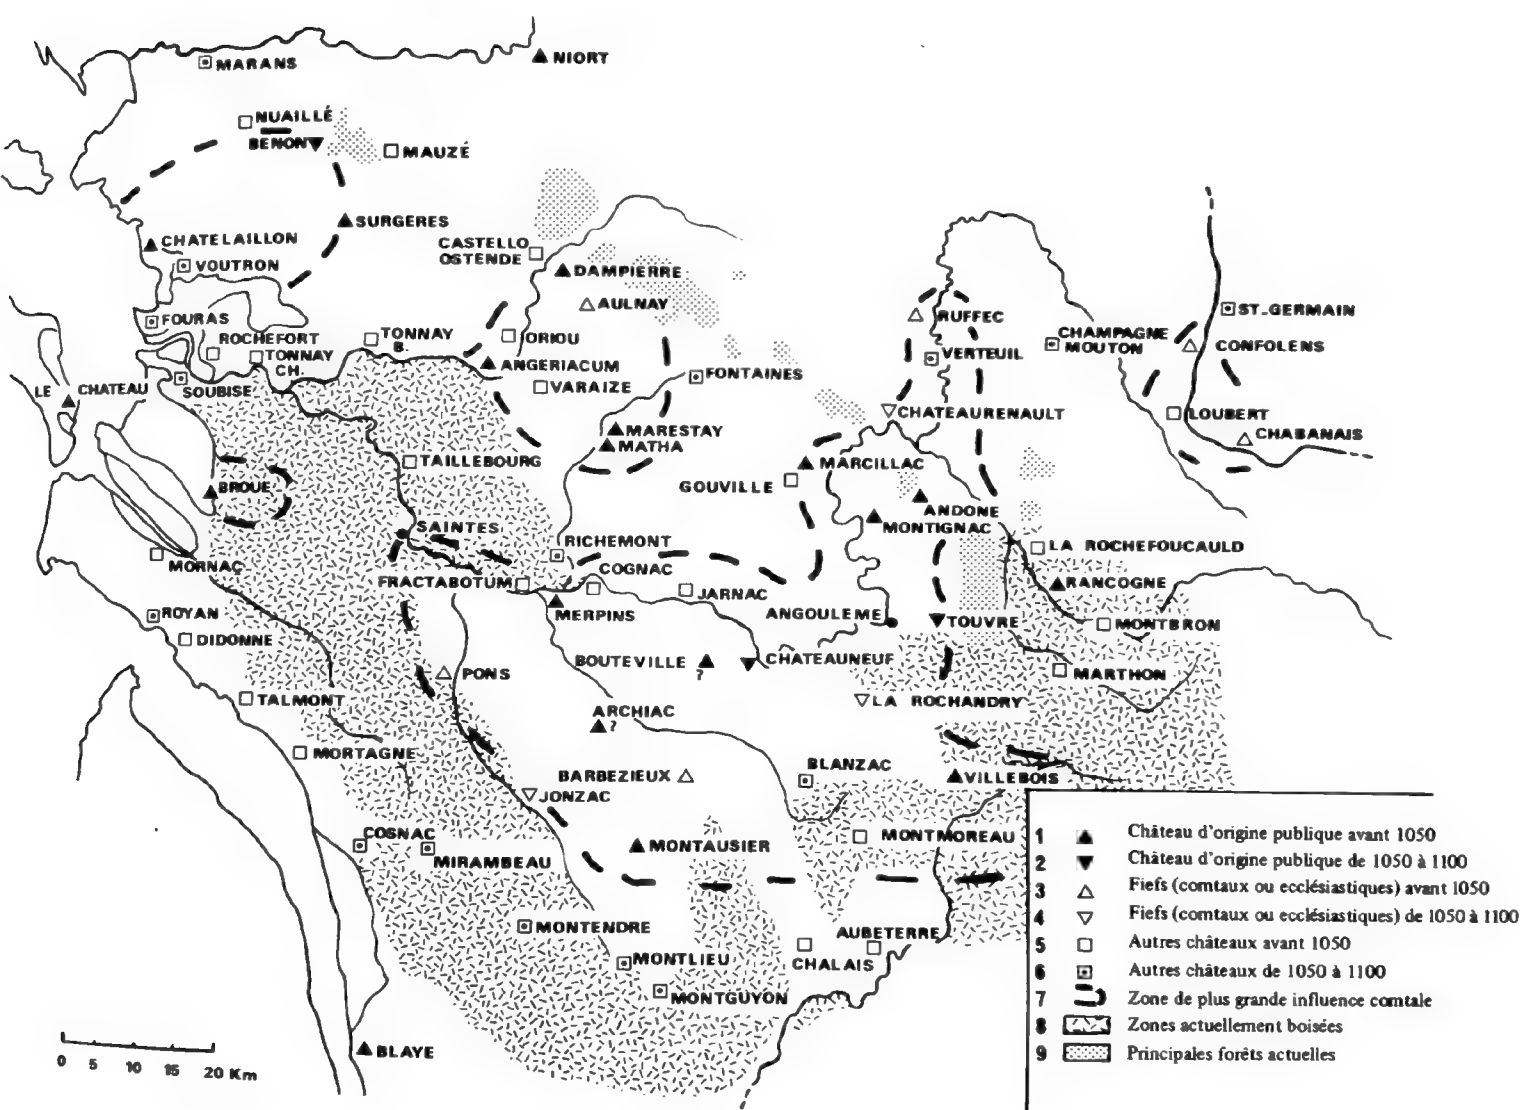 NIORT
MARANS
NUAILLÉ
BENON
MAUZÉ
SURGERES
CHATELAILLON
VOUTRON
CASTELLO
OSTENDE
DAMPIERRE
AULNAY
FOURAS
ROCHEFORT
TONNAY
CH.
TONNAY
B.
SOUBISE
JORIOU
ANGERIACUM
VARAIZE
FONTAINES
RUFFEC
?
VERTEUIL
CHAMPAGNE
MOUTON
ST-GERMAIN
CONFOLENS
LOUBERT
CHABANAIS
LE CHATEAU
MARESTAY
MATHA
CHATEAURENAULT
TAILLEBOURG
BROUE
GOUVILLE
MARCILLAC
ANDONE
MONTIGNAC
SAINTES
RICHEMONT
COGNAC
FRACTABOTUM
MERPINS
JARNAC
ANGOULEME
TOUVRE
LA ROCHEFOUCAULD
RANCOGNE
MONTBRON
MARTHON
MORNAC
ROYAN
DIDONNE
TALMONT
MORTAGNE
PONS
BOUTEVILLE
?
CHATEAUNEUF
LA ROCHANDRY
ARCHIAC
?
BARBEZIEUX
JONZAC
BLANZAC
VILLEBOIS
COSNAC
MIRAMBEAU
MONTAUSIER
MONTMOREAU
MONTENDRE
MONTLIEU
MONTGUYON
AUBETERRE
CHALAIS
BLAYE
0 5 10 15 20 Km
1 Château d'origine publique avant 1050
2 Château d'origine publique de 1050 à 1100
3 Fiefs (comtaux ou ecclésiastiques) avant 1050
4 Fiefs (comtaux ou ecclésiastiques) de 1050 à 1100
5 Autres châteaux avant 1050
6 Autres châteaux de 1050 à 1100
7 Zone de plus grande influence comtale
8 Zones actuellement boisées
9 Principales forêts actuelles